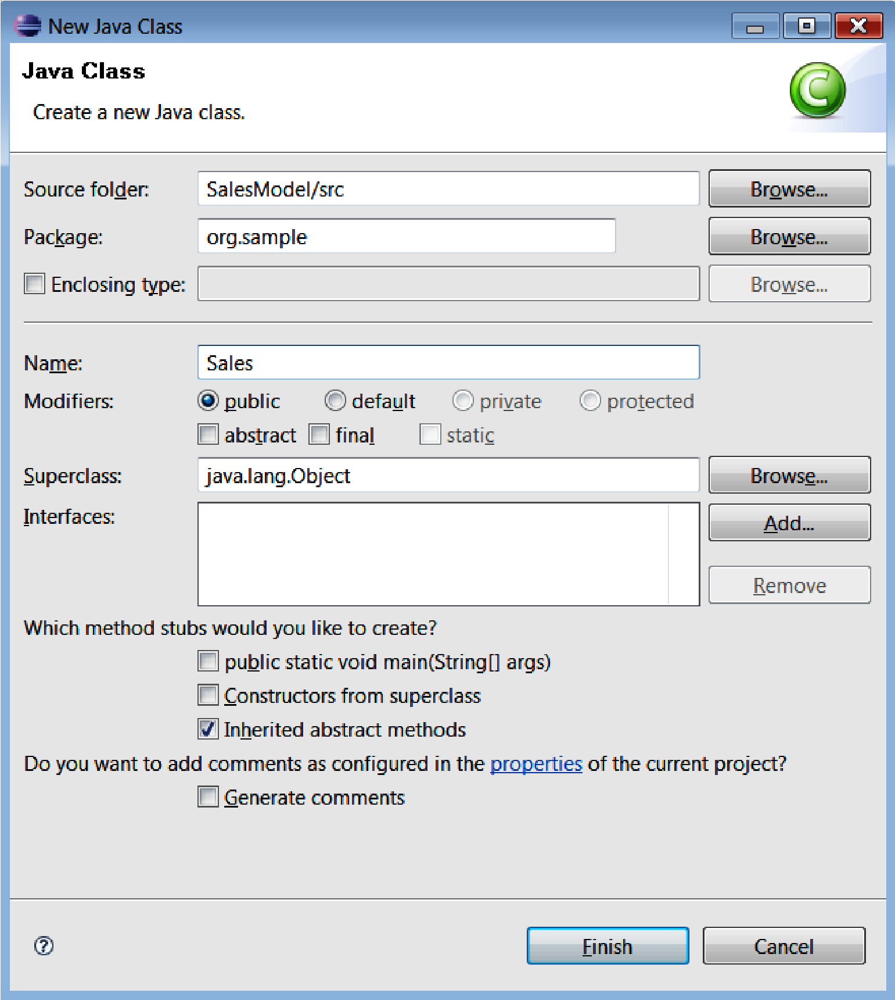 New Java Class
Java Class
Create a new Java class.
C
Source folder: SalesModel/src Browse...
Package: org.sample Browse...
Enclosing type: Browse...
Name: Sales
Modifiers: public default private protected
abstract final static
Superclass: java.lang.Object Browse...
Interfaces: Add...
Remove
Which method stubs would you like to create?
public static void main(String[] args)
Constructors from superclass
Inherited abstract methods
Do you want to add comments as configured in the properties of the current project?
Generate comments
? Finish Cancel